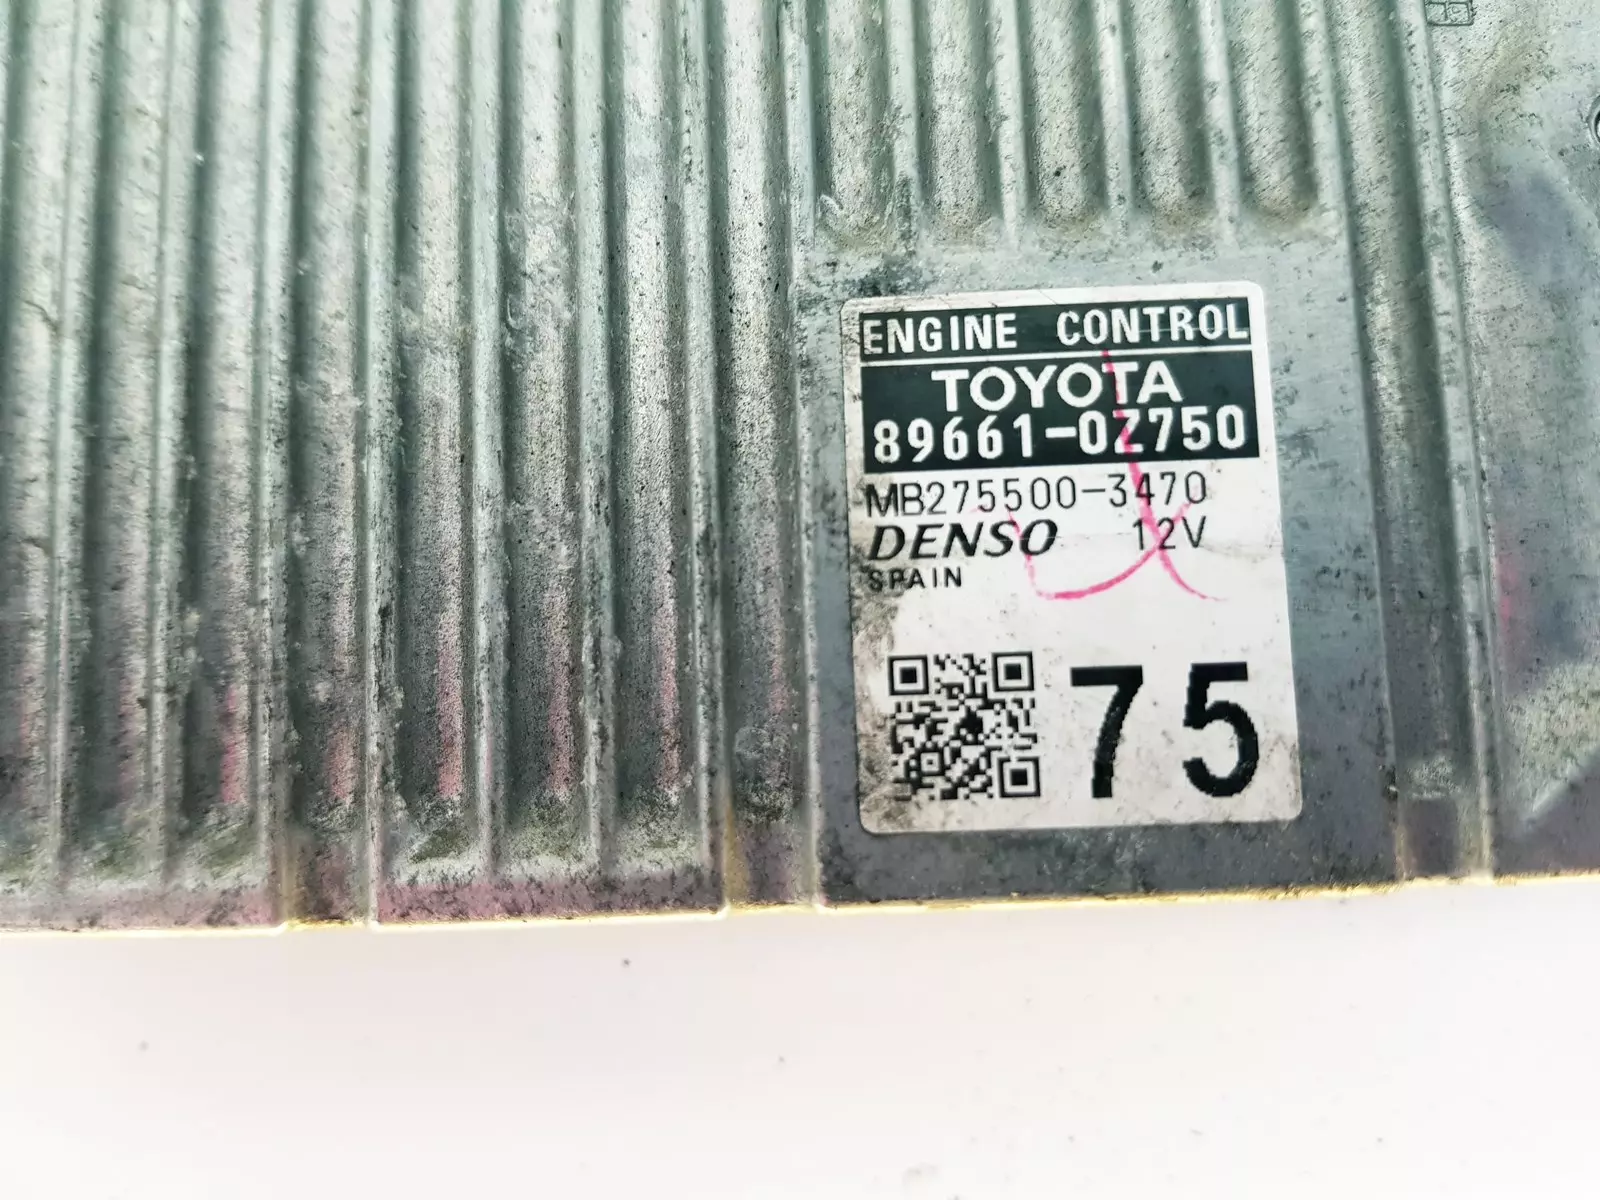 ENGINE CONTROL
TOYOTA
89661-0Z750
MB275500-3470
DENSO 12V
SPAIN
75